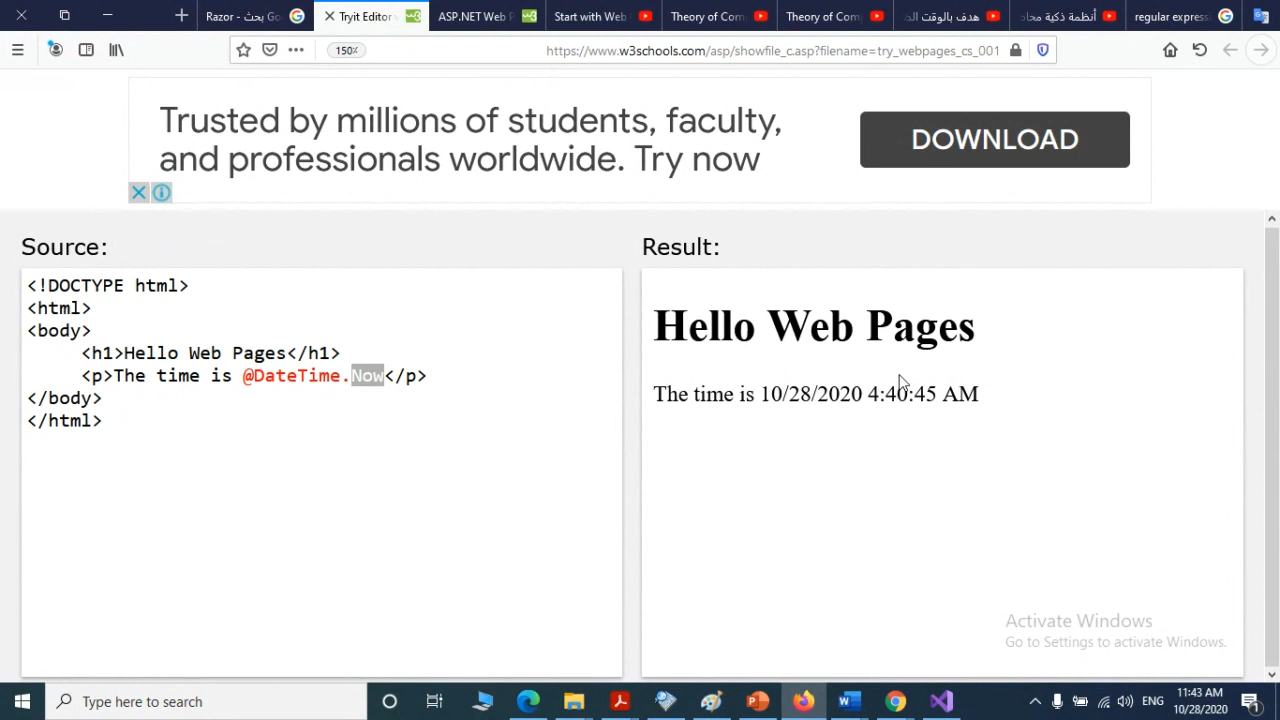 Razor - بحث Goo
Tryit Editor v
ASP.NET Web P
Start with Web
Theory of Com
Theory of Com
هدف بالوقت الض
أنظمة ذكية محاد
regular express
150%
https://www.w3schools.com/asp/showfile_c.asp?filename=try_webpages_cs_001
Trusted by millions of students, faculty,
and professionals worldwide. Try now
DOWNLOAD
Source:
<!DOCTYPE html>
<html>
<body>
<h1>Hello Web Pages</h1>
<p>The time is @DateTime.Now</p>
</body>
</html>
Result:
Hello Web Pages
The time is 10/28/2020 4:40:45 AM
Activate Windows
Go to Settings to activate Windows.
Type here to search
ENG
11:43 AM
10/28/2020
1